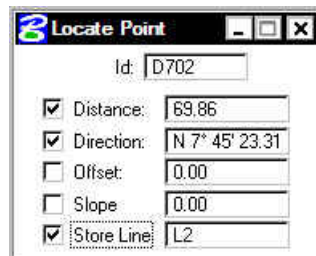 Locate Point
Id: D702
Distance: 69.86
Direction: N 7° 45' 23.31
Offset: 0.00
Slope 0.00
Store Line L2